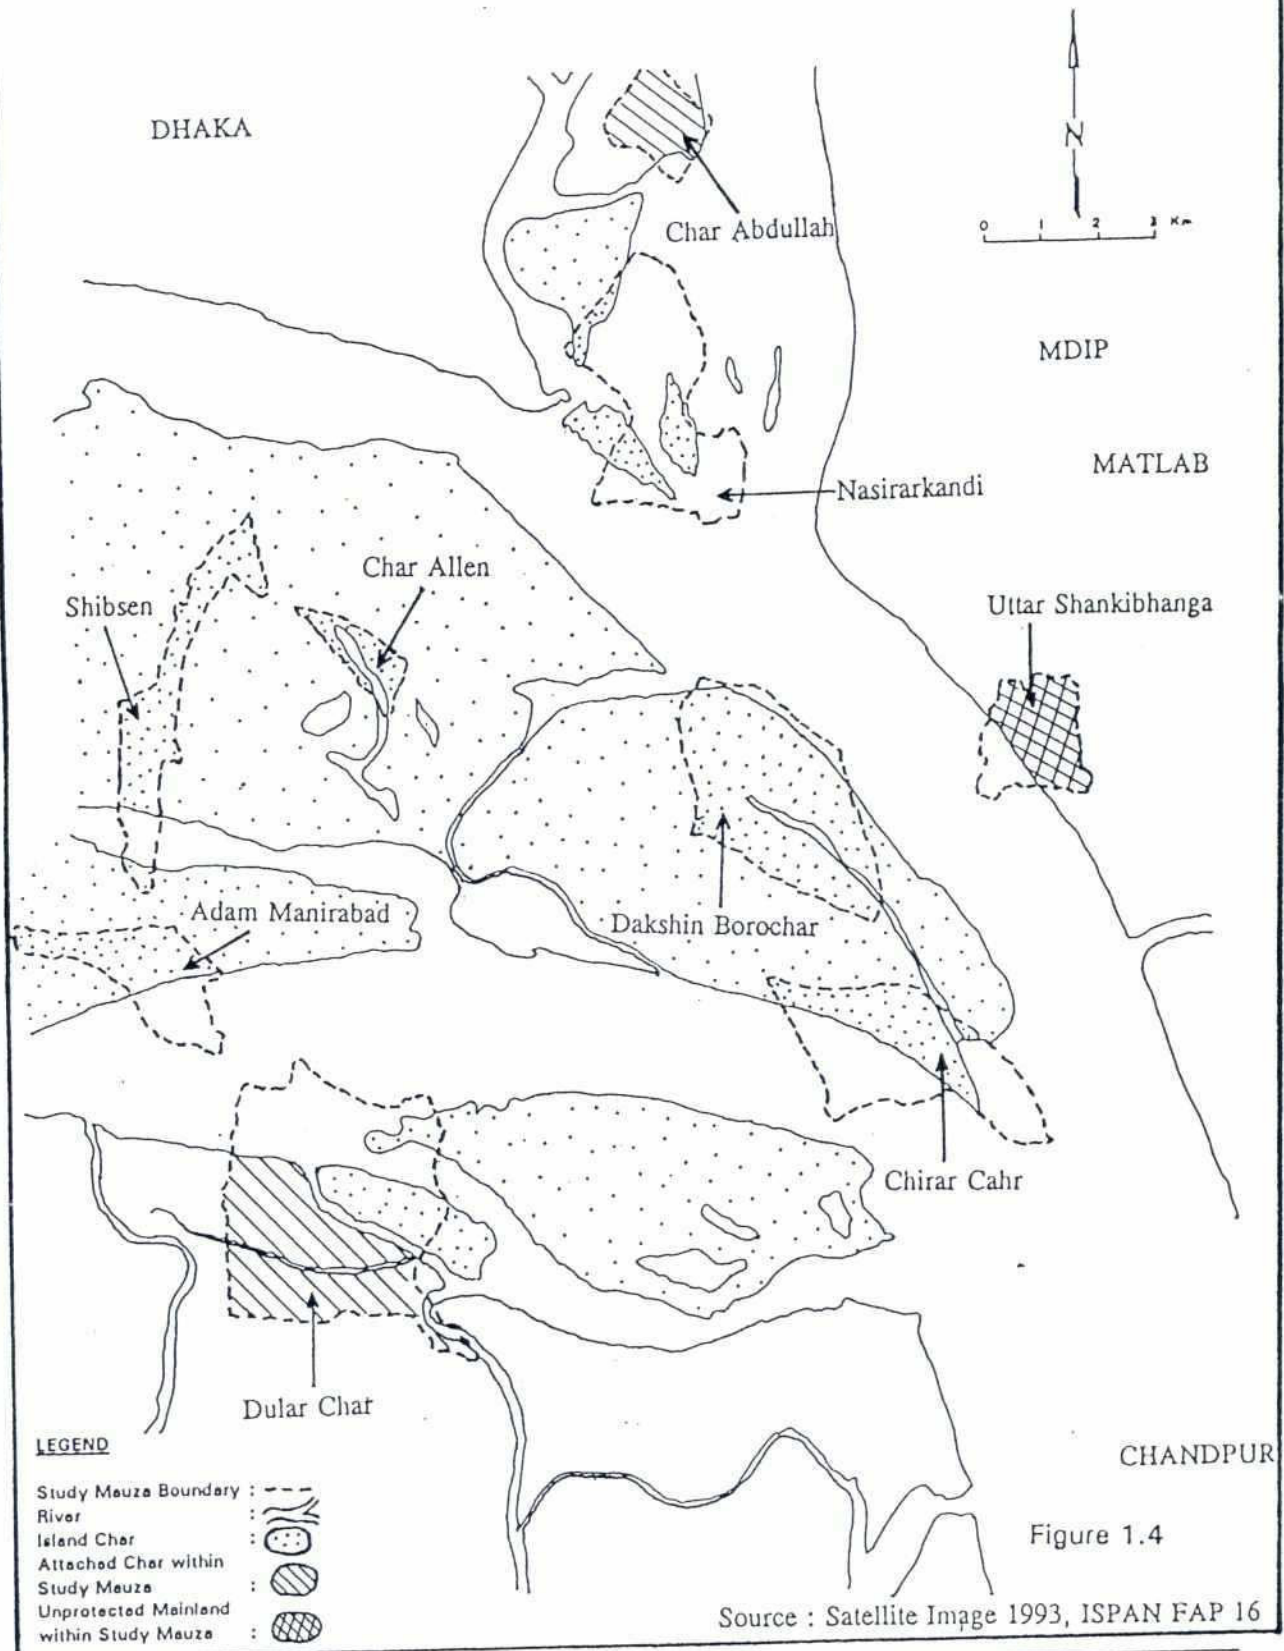 DHAKA
N
0 1 2 3 Km
Char Abdullah
MDIP
MATLAB
Nasirarkandi
Char Allen
Shibsen
Uttar Shankibhanga
Adam Manirabad
Dakshin Borochar
Chirar Cahr
Dular Char
LEGEND
Study Mauza Boundary :
River :
Island Char :
Attached Char within
Study Mauza :
Unprotected Mainland
within Study Mauza :
CHANDPUR
Figure 1.4
Source : Satellite Image 1993, ISPAN FAP 16